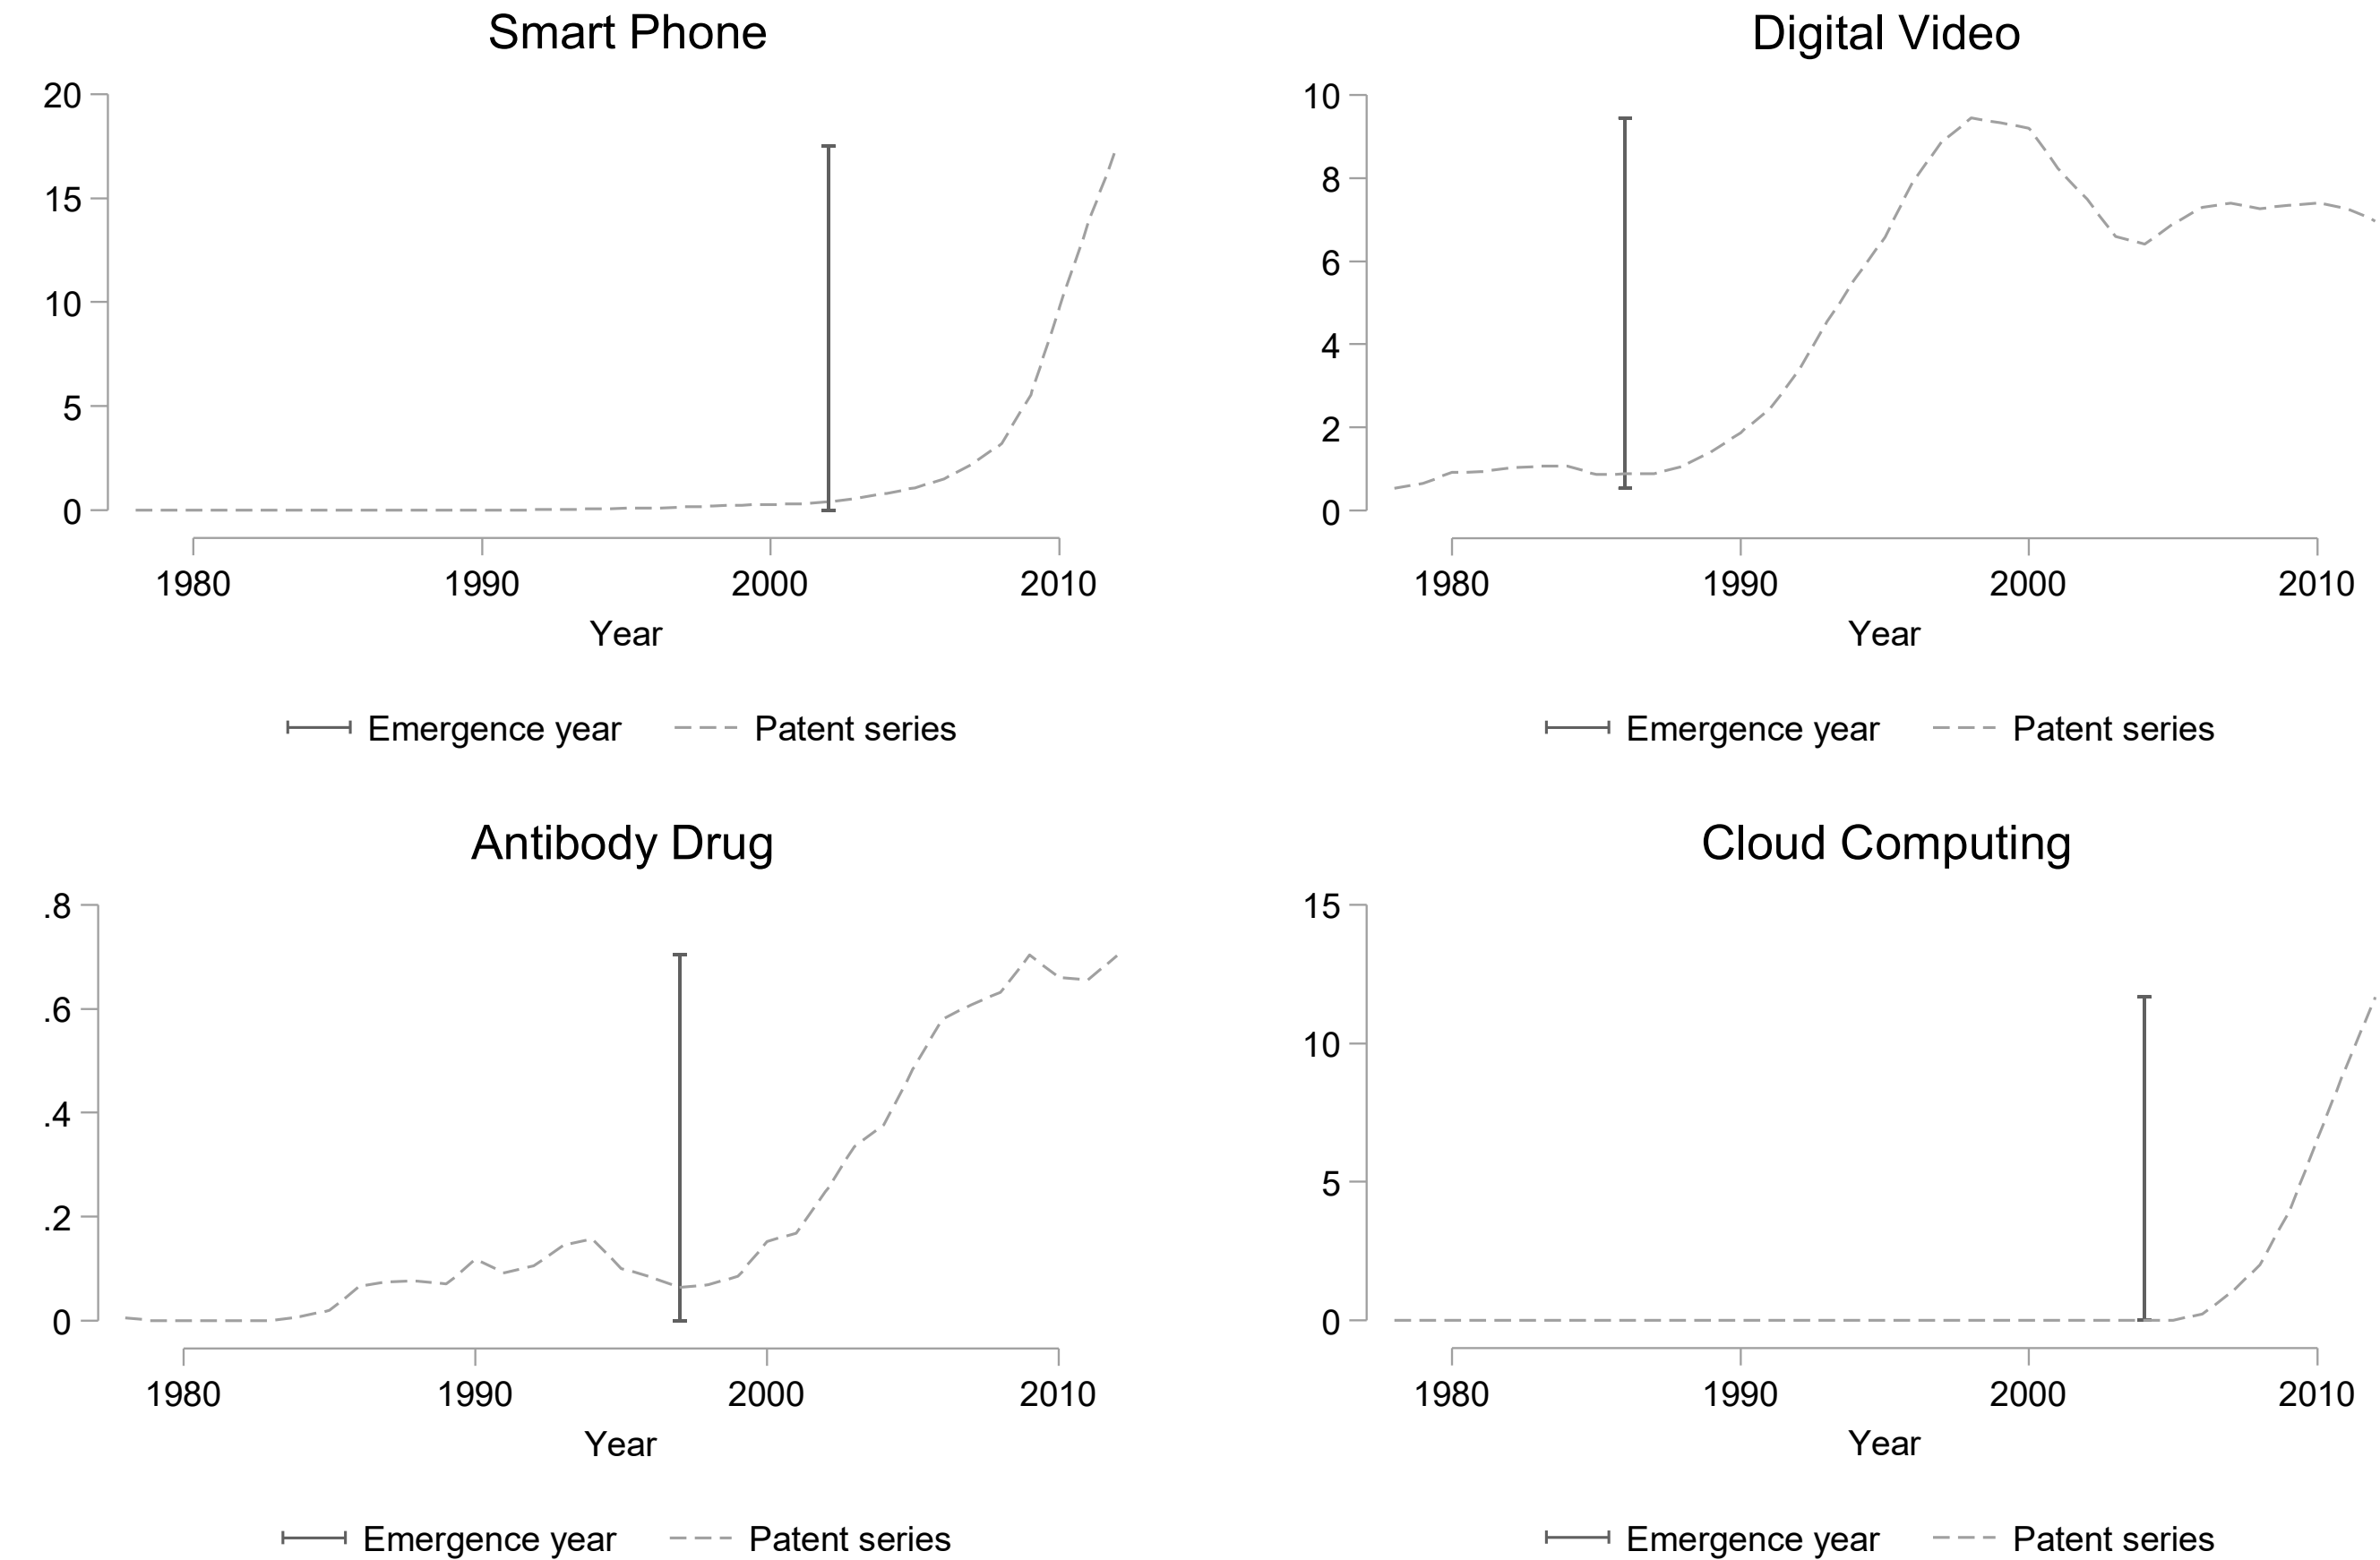 Smart Phone
20
15
10
5
0
1980 1990 2000 2010
Year
Emergence year Patent series
Digital Video
10
8
6
4
2
0
1980 1990 2000 2010
Year
Emergence year Patent series
Antibody Drug
.8
.6
.4
.2
0
1980 1990 2000 2010
Year
Emergence year Patent series
Cloud Computing
15
10
5
0
1980 1990 2000 2010
Year
Emergence year Patent series